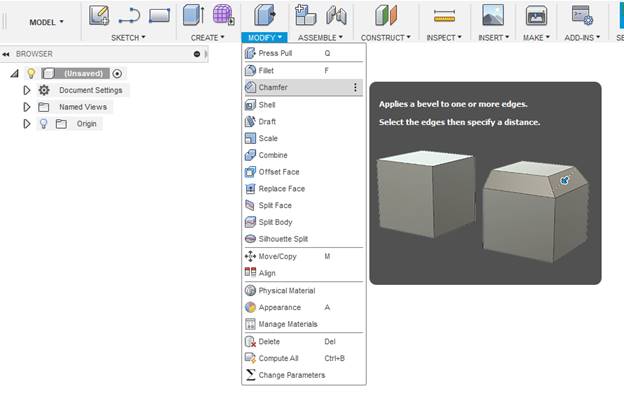 MODEL
SKETCH
CREATE
MODIFY
ASSEMBLE
CONSTRUCT
INSPECT
INSERT
MAKE
ADD-INS
SE
BROWSER
(Unsaved)
Document Settings
Named Views
Origin
Press Pull Q
Fillet F
Chamfer
Shell
Draft
Scale
Combine
Offset Face
Replace Face
Split Face
Split Body
Silhouette Split
Move/Copy M
Align
Physical Material
Appearance A
Manage Materials
Delete Del
Compute All Ctrl+B
Change Parameters
Applies a bevel to one or more edges.
Select the edges then specify a distance.